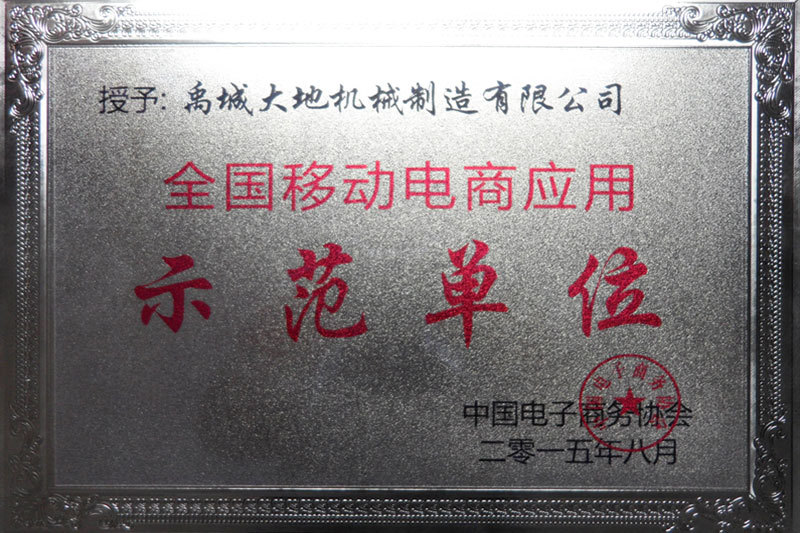 授予: 禹城大地机械制造有限公司
全国移动电商应用
示范单位
中国电子商务协会
二零一五年八月